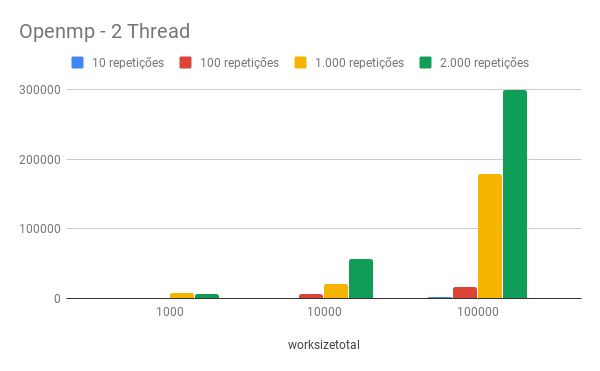 Openmp - 2 Thread
10 repetições 100 repetições 1.000 repetições 2.000 repetições
300000
200000
100000
0
1000 10000 100000
worksizetotal